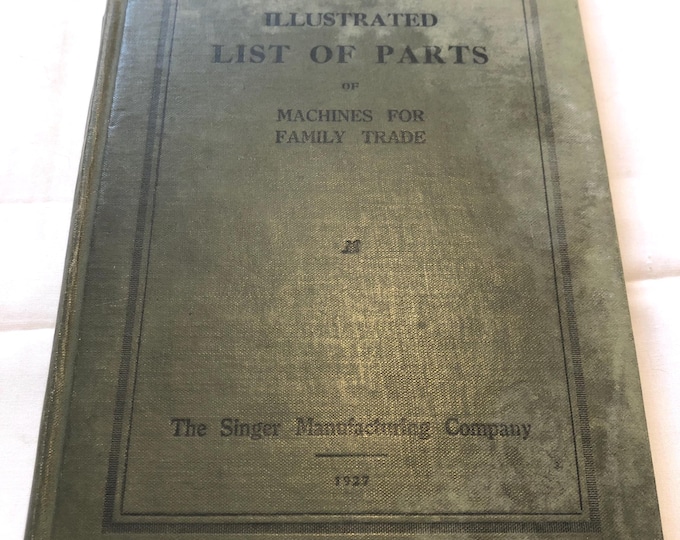 ILLUSTRATED
LIST OF PARTS
OF
MACHINES FOR
FAMILY TRADE
The Singer Manufacturing Company
1927